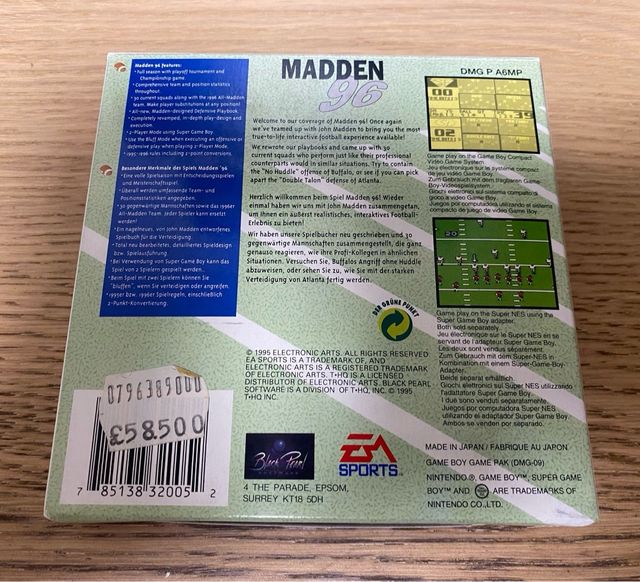 Madden 96 features:
• Full season with playoff tournament and
Championship game.
• Comprehensive team and position statistics
throughout.
• 30 current squads along with the 1996 All-Madden
team. Make player substitutions at any position!
• All-new, Madden-designed Defensive Playbook.
• Completely revamped, in-depth play-design and
execution.
• 2-Player Mode using Super Game Boy.
• Use the Bluff Mode when executing an offensive or
defensive play when playing 2-Player Mode.
• 1995-1996 rules including 2-point conversions.
Besondere Merkmale des Spiels Madden '96
• Eine volle Spielsaison mit Entscheidungsspielen
und Meisterschaftsspiel.
• Überall werden umfassende Team- und
Positionsstatistiken angegeben.
• 30 gegenwärtige Mannschaften sowie das 1996er
All-Madden Team. Jeder Spieler kann ersetzt
werden!
• Ein nagelneues, von John Madden entworfenes
Spielbuch für die Verteidigung.
• Total neu bearbeitetes, detailliertes Spieldesign
bzw. Spielausführung.
• Bei Verwendung von Super Game Boy kann das
Spiel von 2 Spielern gespielt werden..
• Beim Spiel mit zwei Spielern können Sie
"bluffen", wenn Sie verteidigen oder angreifen.
• 1995er bzw. 1996er Spielregeln, einschließlich
2-Punkt-Konvertierung.
MADDEN
96
Welcome to our coverage of Madden 96! Once again
we've teamed up with John Madden to bring you the most
true-to-life interactive football experience available!
We rewrote our playbooks and came up with 30
current squads who perform just like their professional
counterparts would in similar situations. Try to contain
the "No Huddle" offense of Buffalo, or see if you can pick
apart the "Double Talon" defense of Atlanta.
Herzlich willkommen beim Spiel Madden 96! Wieder
einmal haben wir uns mit John Madden zusammengetan,
um Ihnen ein äußerst realistisches, interaktives Football-
Erlebnis zu bieten!
Wir haben unsere Spielbücher neu geschrieben und 30
gegenwärtige Mannschaften zusammengestellt, die ganz
genauso reagieren, wie ihre Profi-Kollegen in ähnlichen
Situationen. Versuchen Sie, Buffalos Angriff ohne Huddle
abzuweisen, oder sehen Sie zu, wie Sie mit der starken
Verteidigung von Atlanta fertig werden.
DER GRÜNE PUNKT
© 1995 ELECTRONIC ARTS. ALL RIGHTS RESERVED
EA SPORTS IS A TRADEMARK OF, AND
ELECTRONIC ARTS IS A REGISTERED TRADEMARK
OF ELECTRONIC ARTS. T•HQ IS A LICENSED
DISTRIBUTOR OF ELECTRONIC ARTS. BLACK PEARL
SOFTWARE IS A DIVISION OF T•HQ, INC. © 1995
T•HQ INC.
DMG P A6MP
Game play on the Game Boy Compact
Video Game System.
Jeu électronique sur le système compact
de jeu vidéo Game Boy.
Zum Gebrauch mit dem Integrierten Game
Boy-Videospielsystem.
Giochi elettronici sul sistema compatto di
gioco a video Game Boy.
Juegos por computadora utilizando el sistema
compacto de juego de video Game Boy.
Game play on the Super NES using the
Super Game Boy adapter.
Both sold separately.
Jeu électronique sur le Super NES en se
servant de l'adapteur Super Game Boy.
Les deux sont vendus séparément.
Zum Gebrauch mit dem Super-NES in
Kombination mit einem Super-Game-Boy-
Adapter.
Beide separat erhältlich.
Giochi elettronici sul Super NES utilizzando
l'adattatore Super Game Boy.
I due sono venduti separatamente.
Juegos por computadora Super NES
utilizando el adaptador Super Game Boy.
Ambos se venden por separado.
0796385000
£58500
7 85138 32005 2
Black Pearl
SOFTWARE
EA
SPORTS
4 THE PARADE, EPSOM,
SURREY KT18 5DH
MADE IN JAPAN / FABRIQUE AU JAPON
GAME BOY GAME PAK (DMG-09)
NINTENDO®, GAME BOY™, SUPER GAME
BOY™ AND ARE TRADEMARKS OF
NINTENDO CO., LTD.